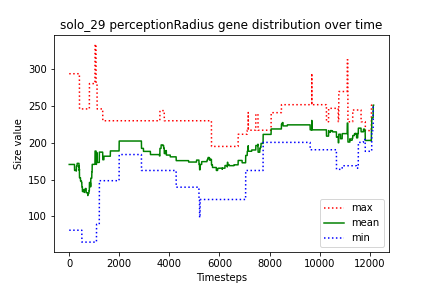 solo_29 perceptionRadius gene distribution over time
Size value
300
250
200
150
100
0
2000
4000
6000
8000
10000
12000
Timesteps
max
mean
min